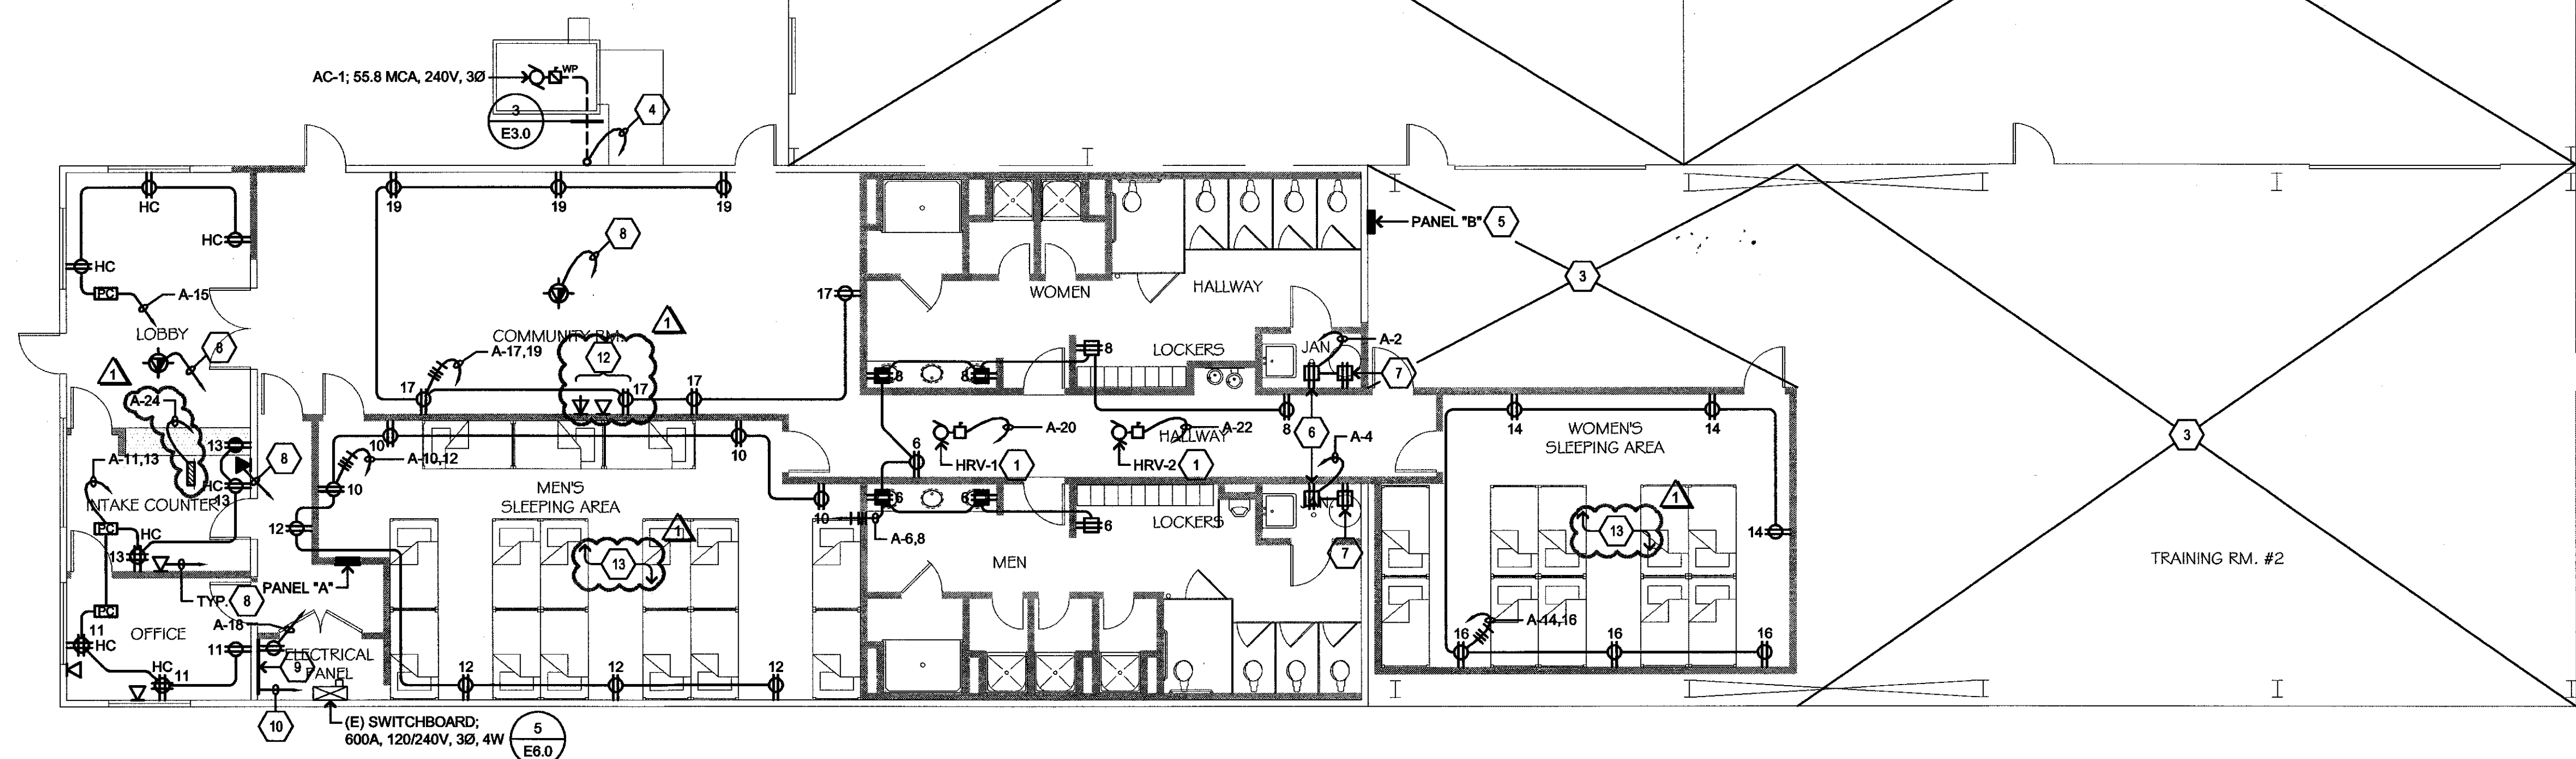 AC-1; 55.8 MCA, 240V, 3Ø
WP
3
E3.0
4
HC
HC
HC
PC
A-15
LOBBY
8
1
A-24
19
19
19
8
COMMUNITY RM.
1
A-17,19
12
17
17
17
17
WOMEN
HALLWAY
LOCKERS
JAN.
A-2
7
8
8
8
8
PANEL "B"
5
3
13
8
A-11,13
HC
13
INTAKE COUNTER
PC
HC
13
TYP.
8
PANEL "A"
PC
11
HC
OFFICE
A-18
HC
11
11
ELECTRICAL
PANEL
9
10
(E) SWITCHBOARD;
600A, 120/240V, 3Ø, 4W
5
E6.0
10
A-10,12
10
10
10
12
MEN'S
SLEEPING AREA
1
13
12
12
12
6
6
6
6
A-6,8
A-20
HRV-1
1
A-22
HALLWAY
HRV-2
1
6
A-4
LOCKERS
JAN.
7
MEN
14
14
WOMEN'S
SLEEPING AREA
1
13
14
A-14,16
16
16
16
3
TRAINING RM. #2